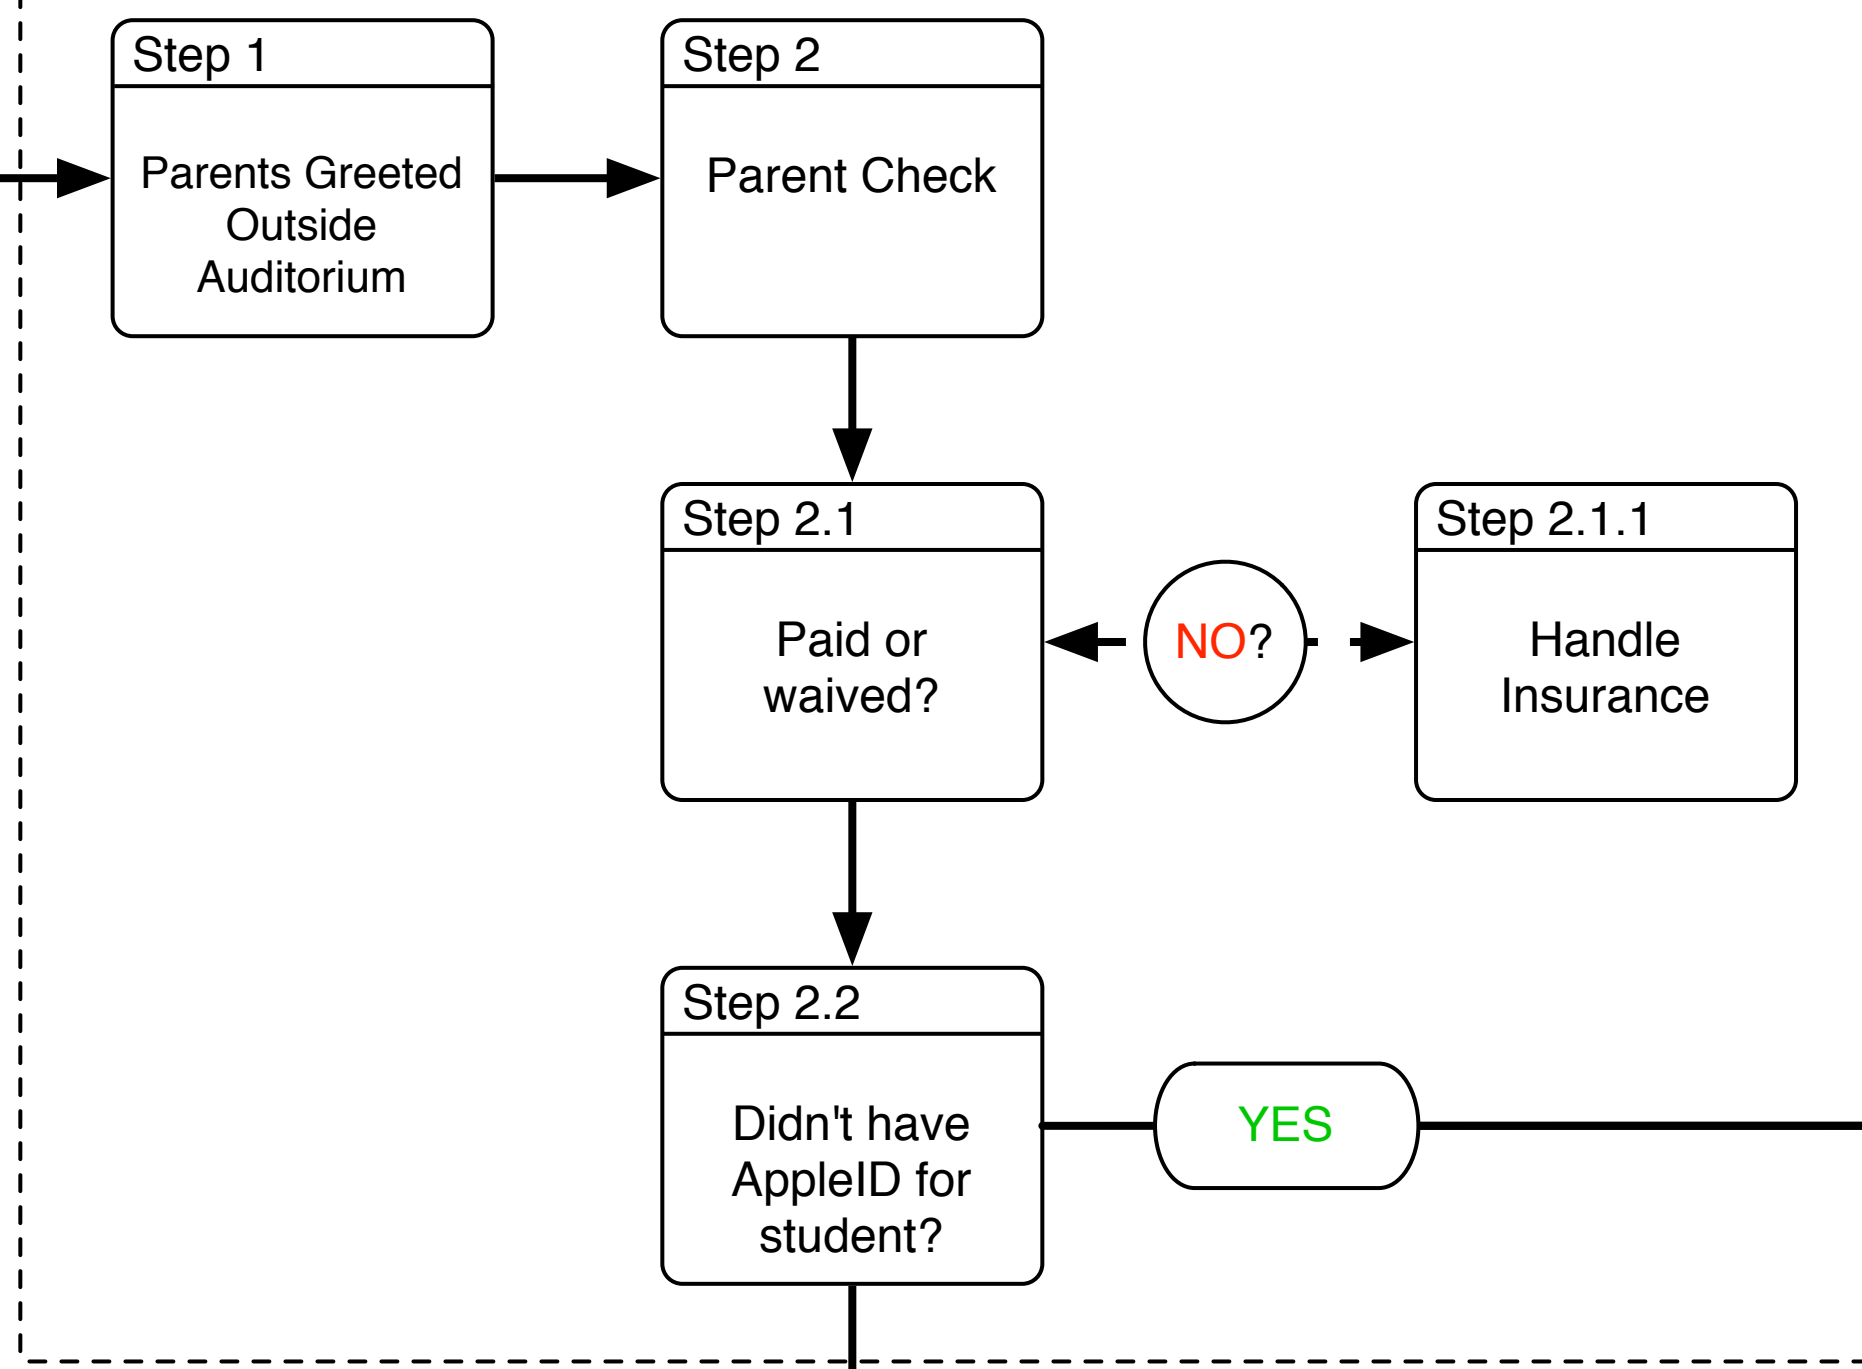 Step 1
Parents Greeted
Outside
Auditorium
Step 2
Parent Check
Step 2.1
Paid or
waived?
NO?
Step 2.1.1
Handle
Insurance
Step 2.2
Didn't have
AppleID for
student?
YES